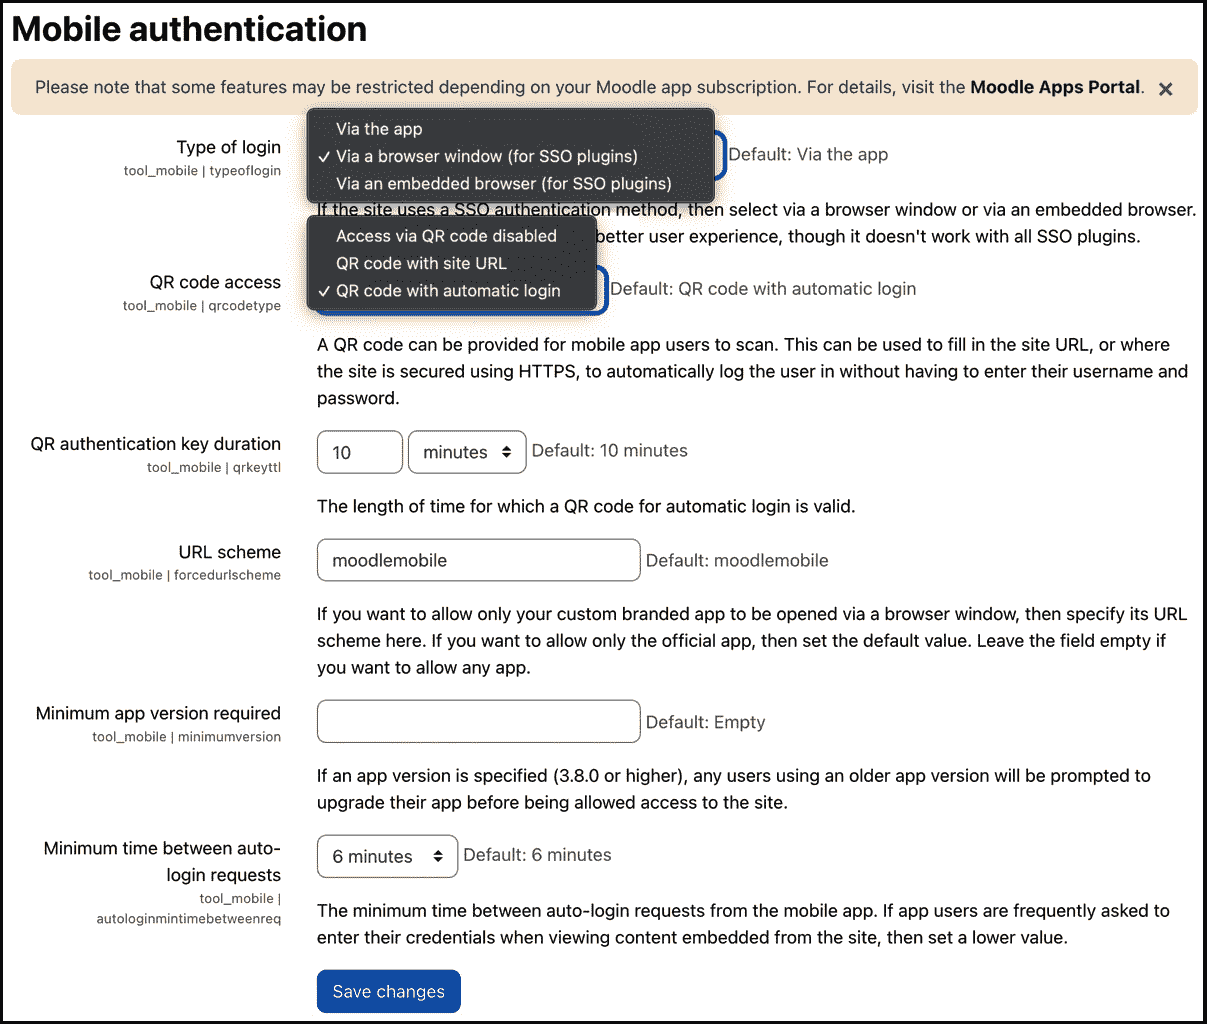 Mobile authentication
Please note that some features may be restricted depending on your Moodle app subscription. For details, visit the Moodle Apps Portal. ×
Type of login
tool_mobile | typeoflogin
Via the app
✓ Via a browser window (for SSO plugins)
Via an embedded browser (for SSO plugins)
Default: Via the app
If the site uses a SSO authentication method, then select via a browser window or via an embedded browser.
better user experience, though it doesn't work with all SSO plugins.
QR code access
tool_mobile | qrcodetype
Access via QR code disabled
QR code with site URL
✓ QR code with automatic login
Default: QR code with automatic login
A QR code can be provided for mobile app users to scan. This can be used to fill in the site URL, or where
the site is secured using HTTPS, to automatically log the user in without having to enter their username and
password.
QR authentication key duration
tool_mobile | qrkeyttl
10 minutes Default: 10 minutes
The length of time for which a QR code for automatic login is valid.
URL scheme
tool_mobile | forcedurlscheme
moodlemobile Default: moodlemobile
If you want to allow only your custom branded app to be opened via a browser window, then specify its URL
scheme here. If you want to allow only the official app, then set the default value. Leave the field empty if
you want to allow any app.
Minimum app version required
tool_mobile | minimumversion
Default: Empty
If an app version is specified (3.8.0 or higher), any users using an older app version will be prompted to
upgrade their app before being allowed access to the site.
Minimum time between auto-
login requests
tool_mobile |
autologinmintimebetweenreq
6 minutes Default: 6 minutes
The minimum time between auto-login requests from the mobile app. If app users are frequently asked to
enter their credentials when viewing content embedded from the site, then set a lower value.
Save changes